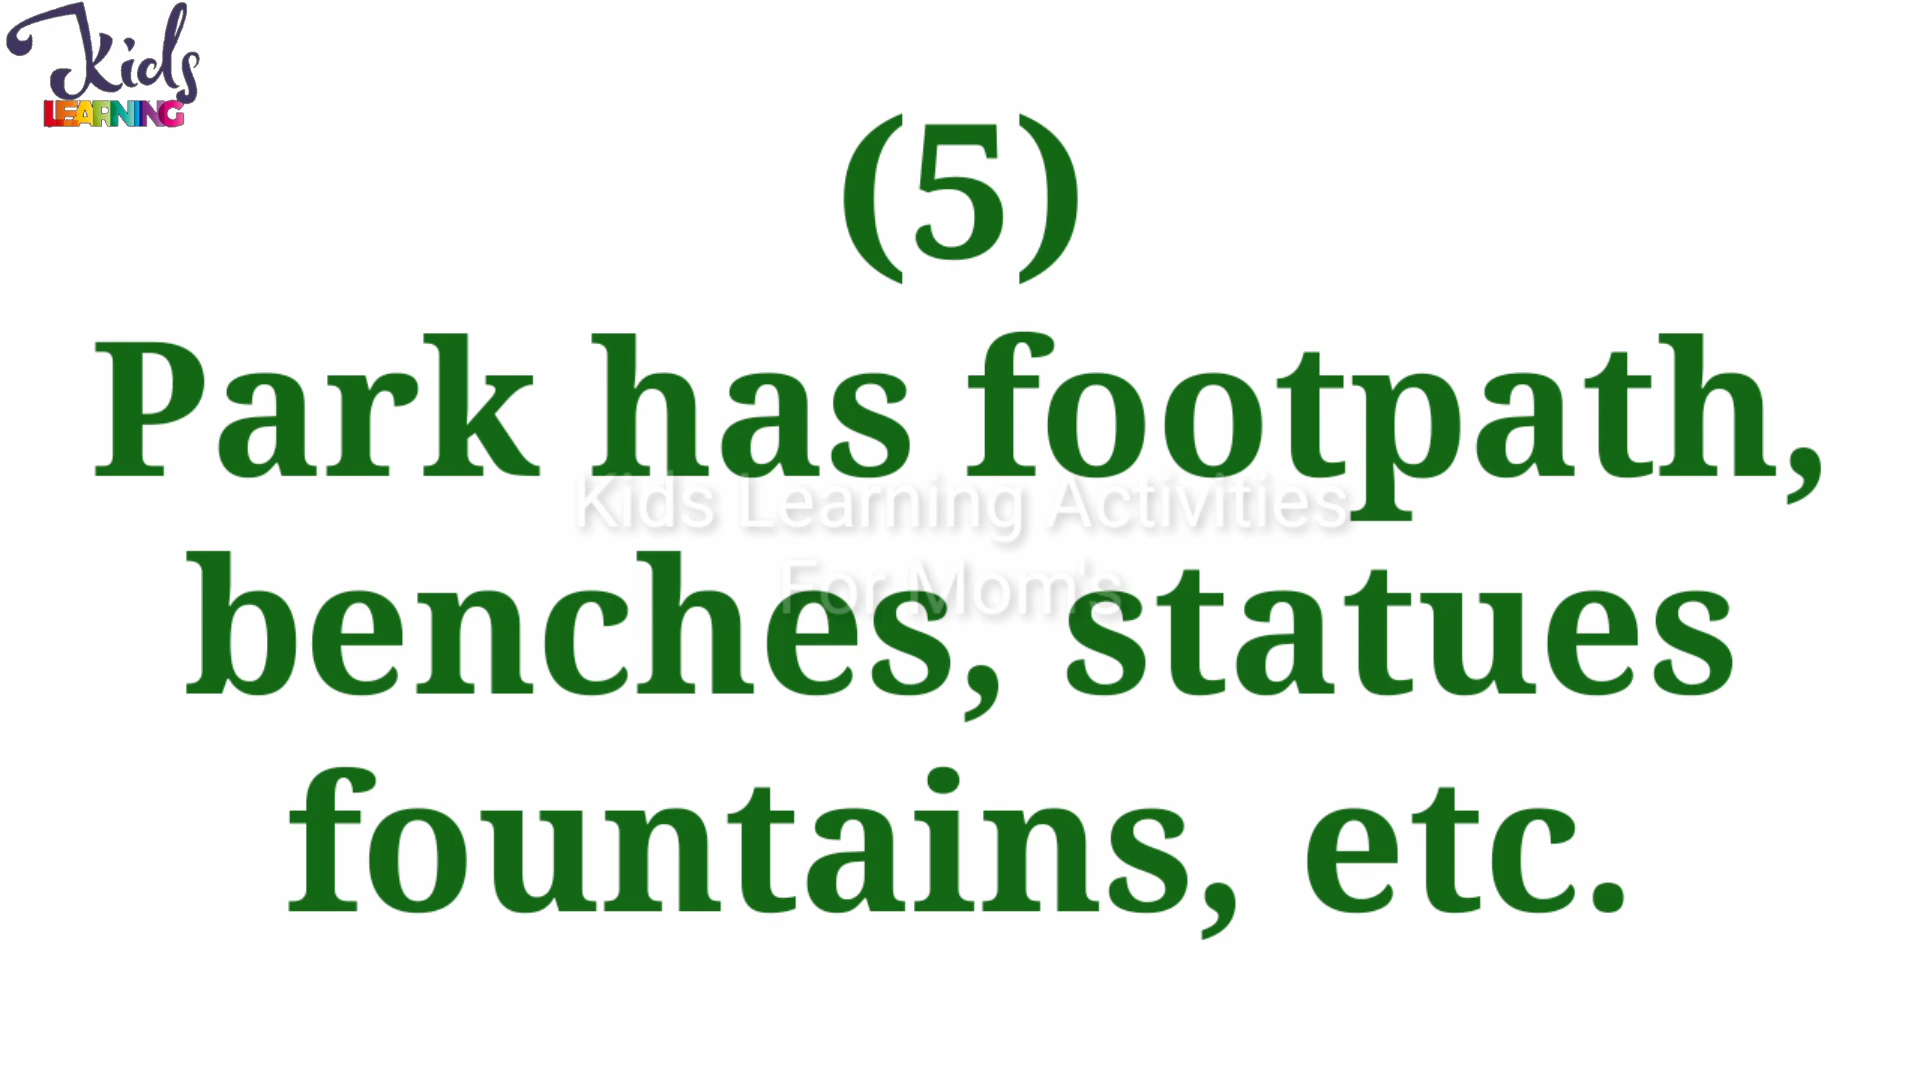 Kids
LEARNING
(5)
Park has footpath,
Kids Learning Activities
For Mom's
benches, statues
fountains, etc.